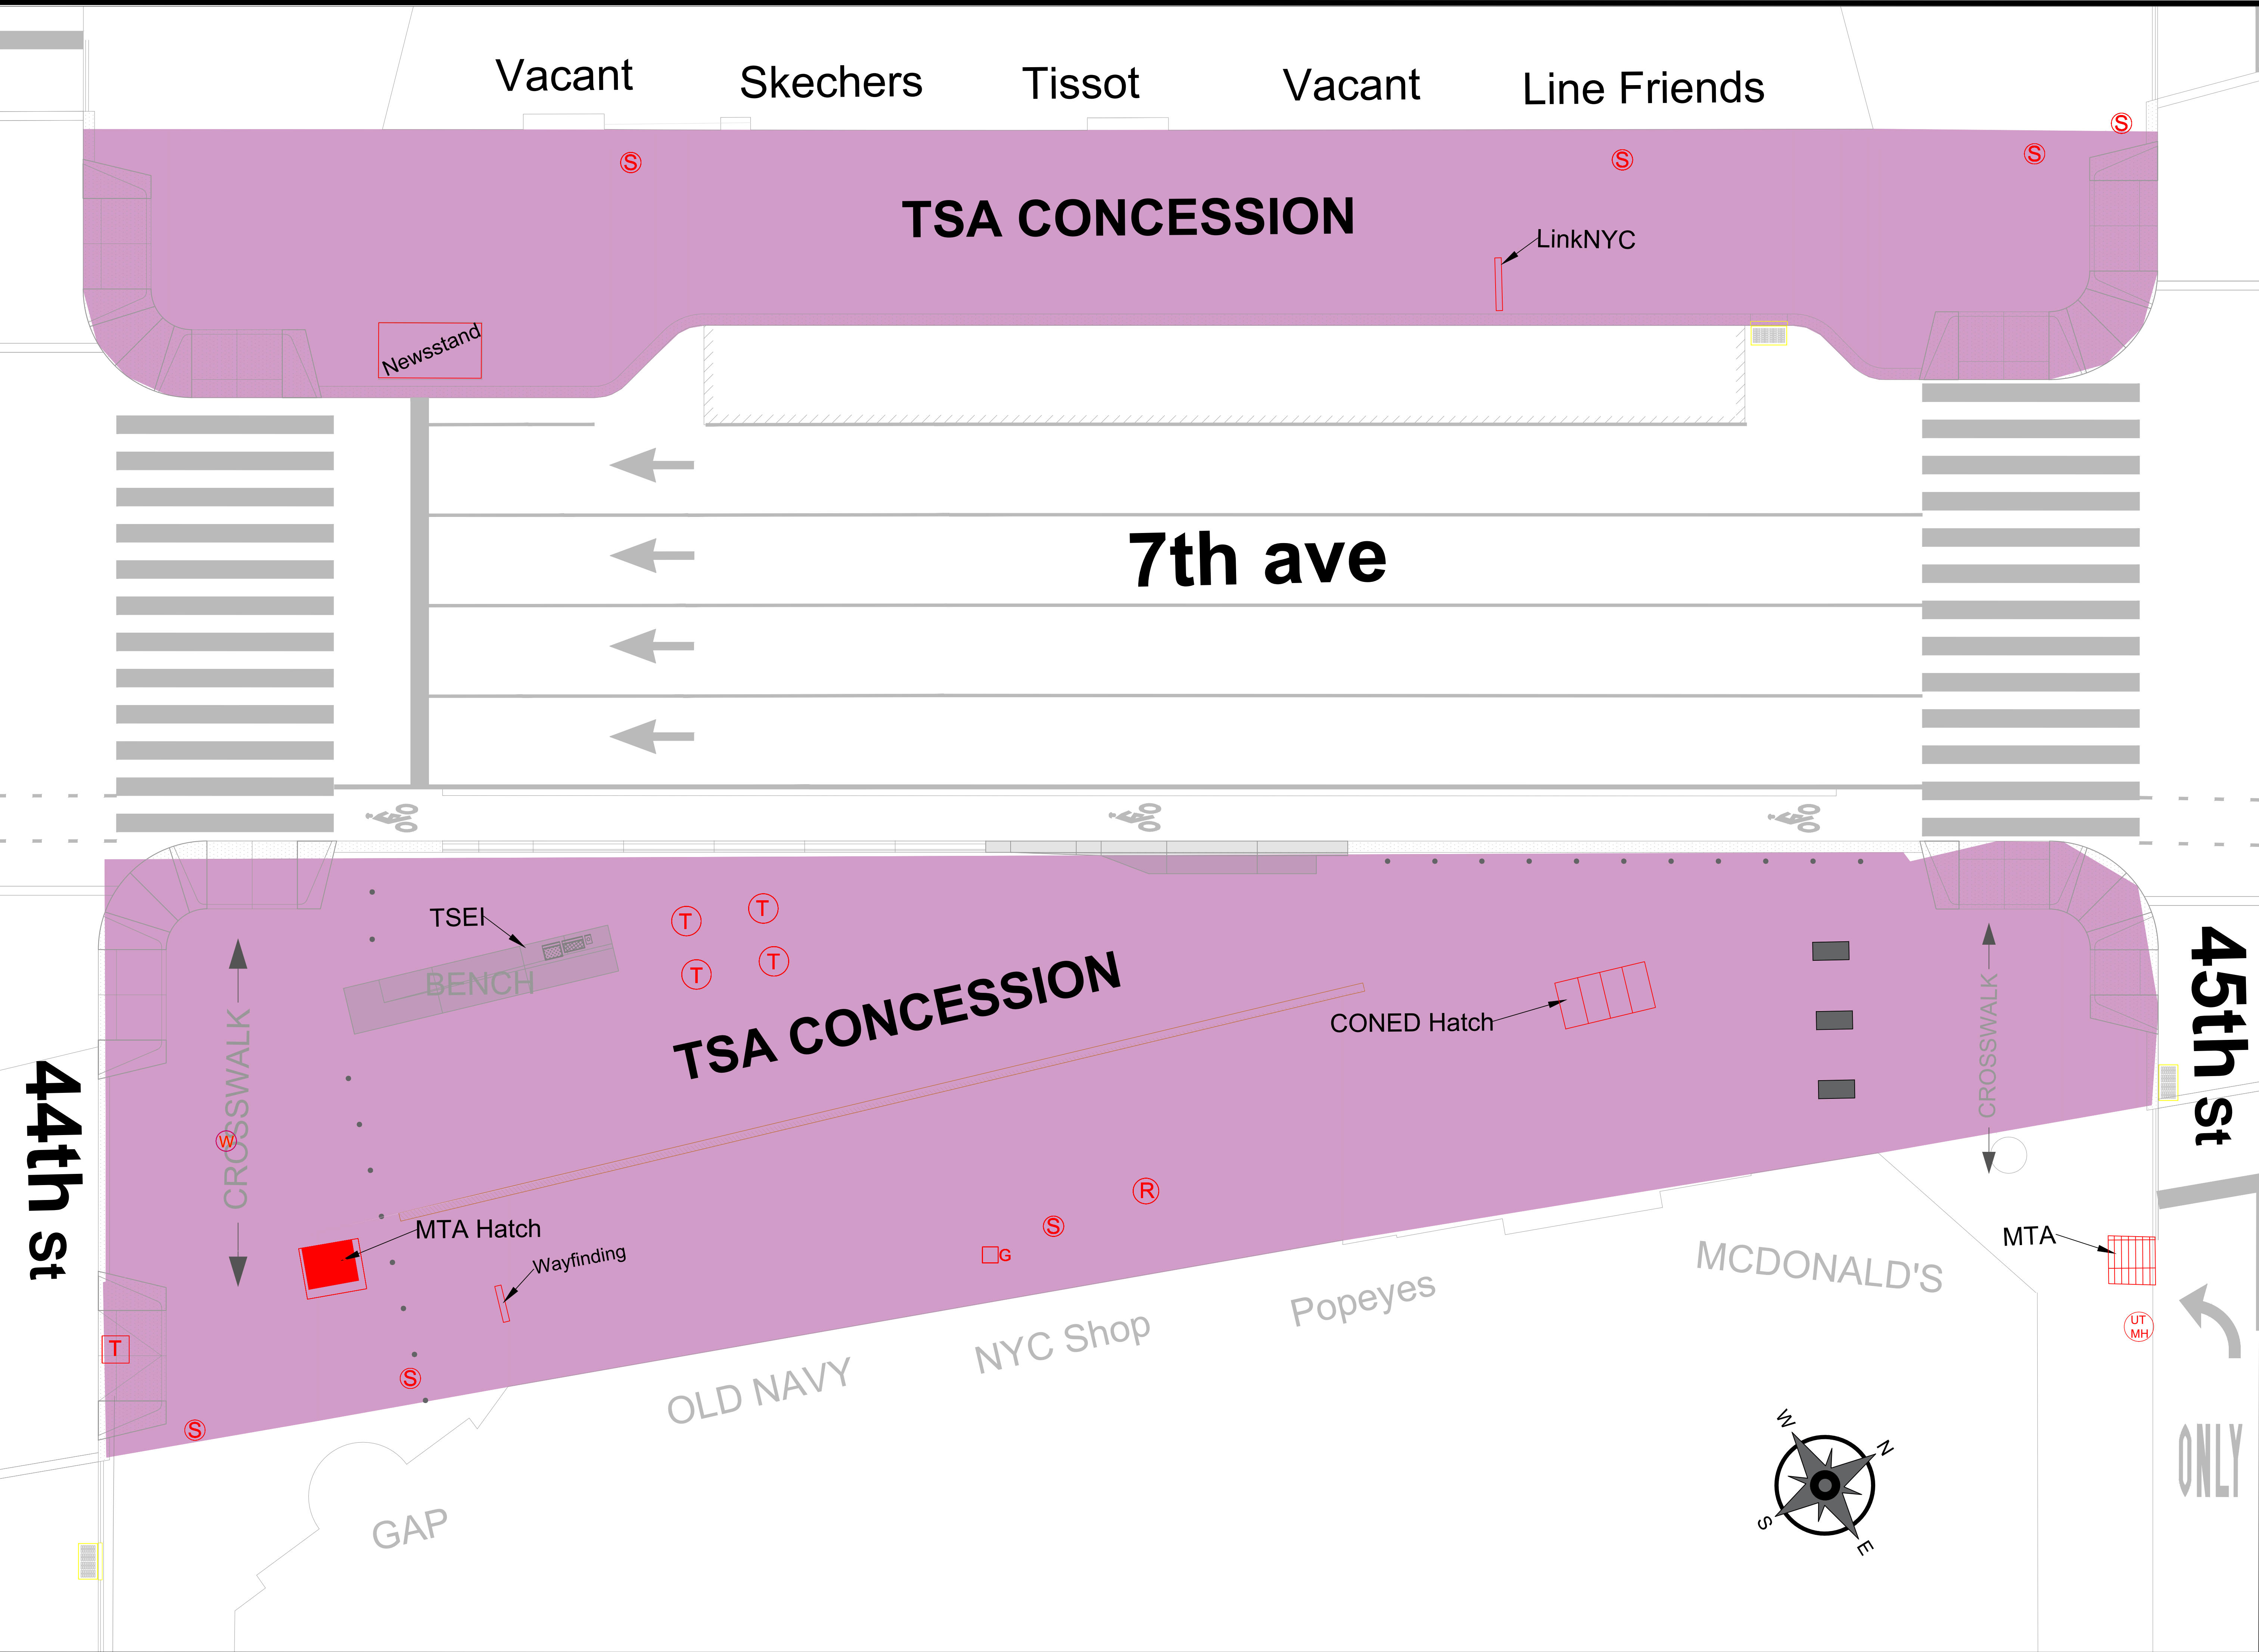 Vacant
Skechers
Tissot
Vacant
Line Friends
S
S
S
S
TSA CONCESSION
LinkNYC
Newsstand
7th ave
TSEI
BENCH
T
T
T
T
TSA CONCESSION
CONED Hatch
CROSSWALK
CROSSWALK
44th st
45th st
W
MTA Hatch
Wayfinding
R
S
G
T
S
S
MTA
UT
MH
MCDONALD'S
Popeyes
NYC Shop
OLD NAVY
GAP
W
N
S
E
ONLY